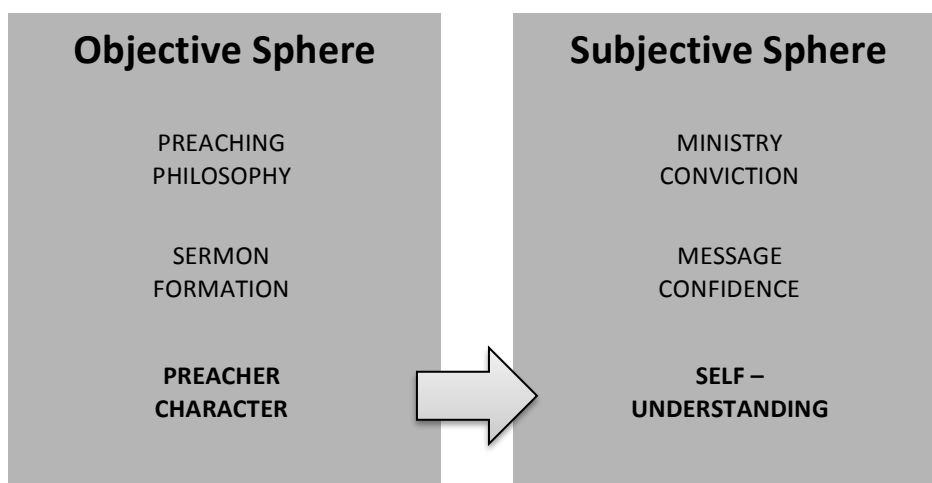 Objective Sphere
PREACHING
PHILOSOPHY
SERMON
FORMATION
PREACHER
CHARACTER
Subjective Sphere
MINISTRY
CONVICTION
MESSAGE
CONFIDENCE
SELF –
UNDERSTANDING